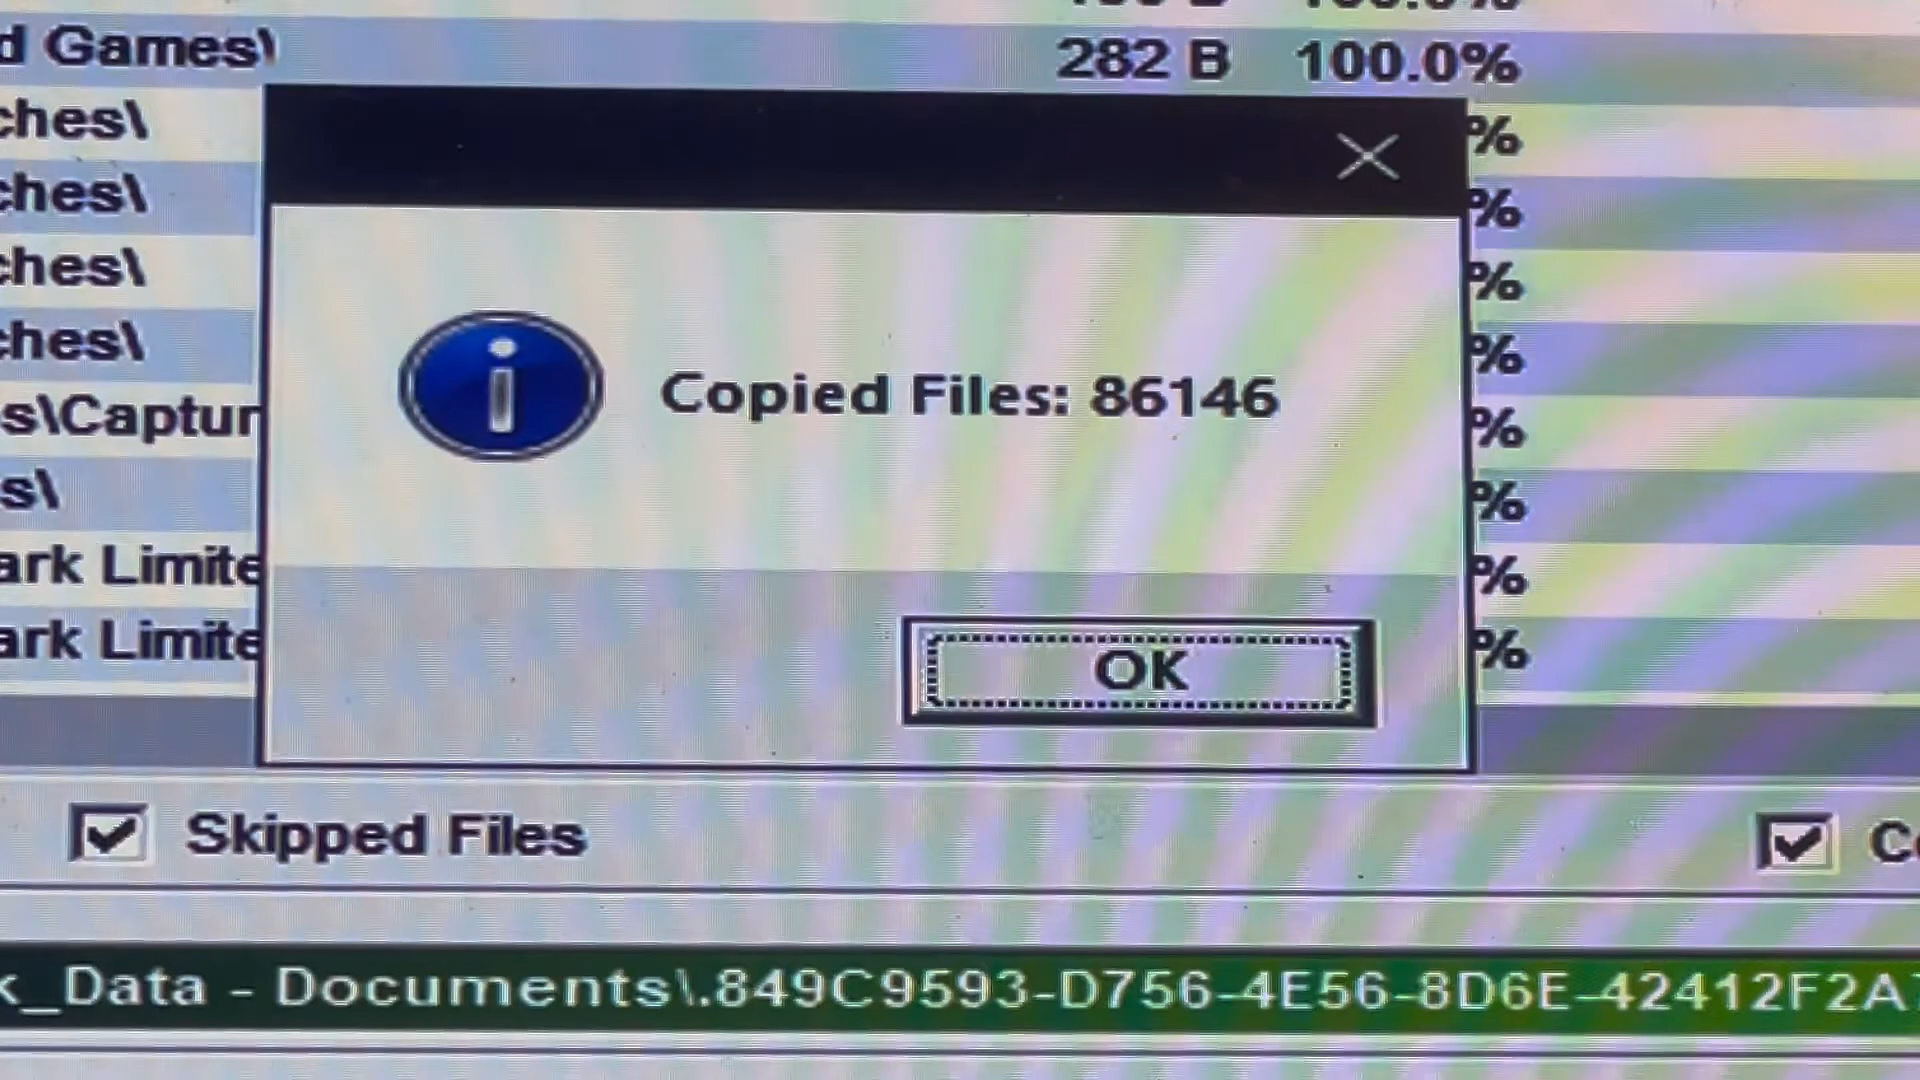 d Games\ 282 B 100.0%
ches\ %
ches\ %
ches\ %
ches\ %
s\Captur %
s\ %
ark Limite %
ark Limite %
Copied Files: 86146
OK
Skipped Files
k_Data - Documents\.849C9593-D756-4E56-8D6E-42412F2A